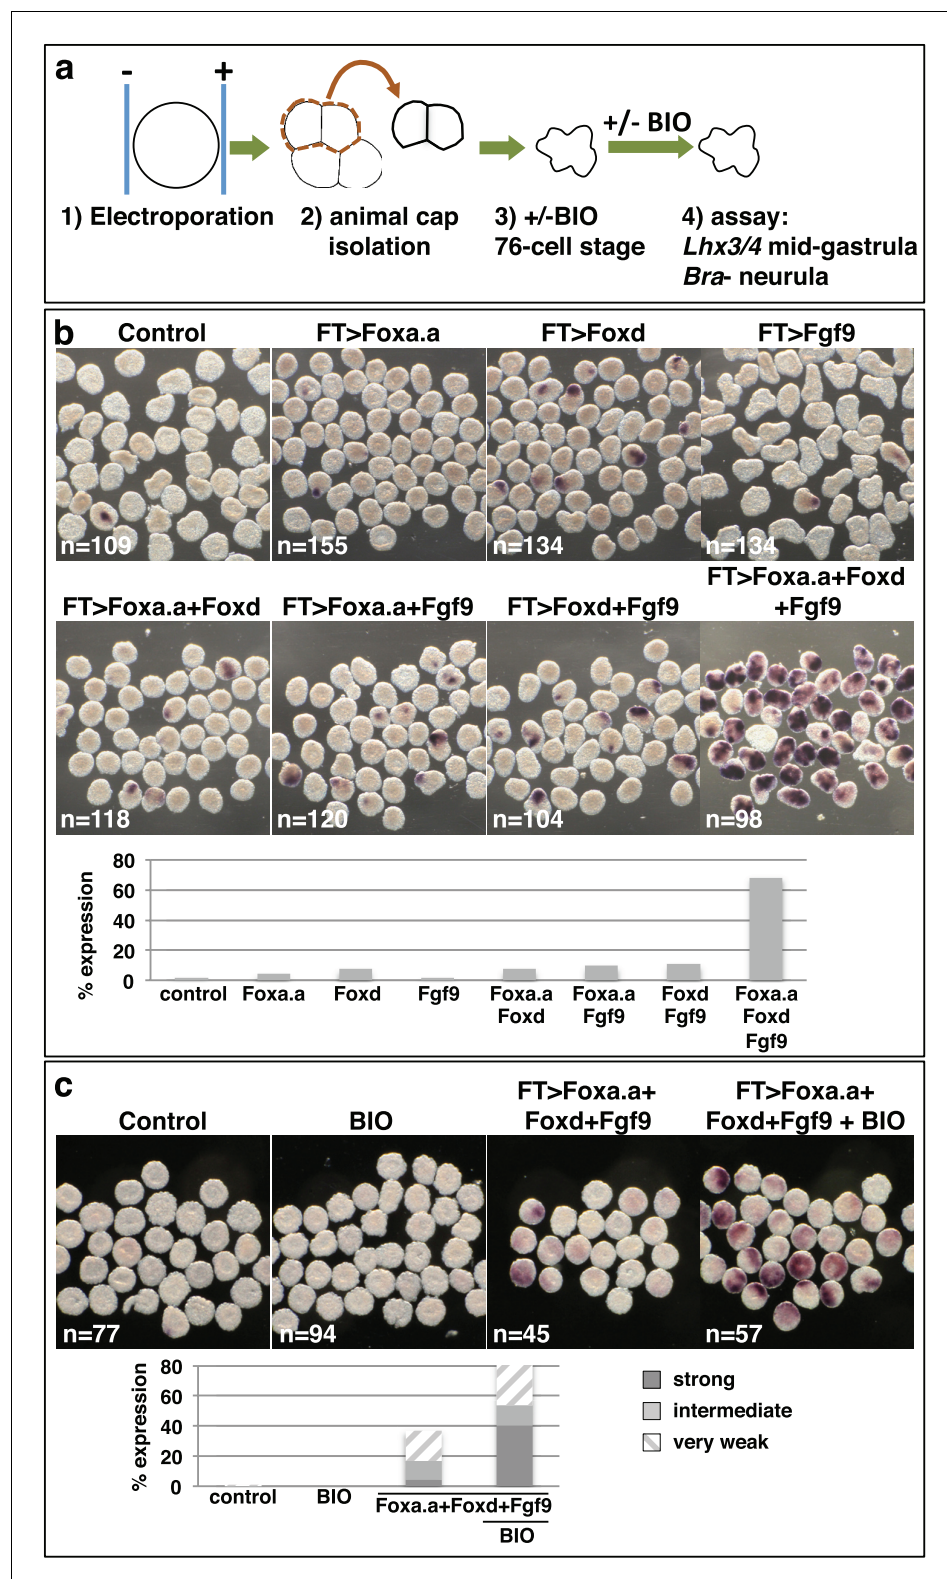 a
- +
+/- BIO
1) Electroporation
2) animal cap
isolation
3) +/-BIO
76-cell stage
4) assay:
Lhx3/4 mid-gastrula
Bra- neurula
b
Control
FT>Foxa.a
FT>Foxd
FT>Fgf9
n=109
n=155
n=134
n=134
FT>Foxa.a+Foxd
FT>Foxa.a+Fgf9
FT>Foxd+Fgf9
FT>Foxa.a+Foxd
+Fgf9
n=118
n=120
n=104
n=98
% expression
80
60
40
20
0
control
Foxa.a
Foxd
Fgf9
Foxa.a
Foxd
Foxa.a
Fgf9
Foxd
Fgf9
Foxa.a
Foxd
Fgf9
c
Control
BIO
FT>Foxa.a+
Foxd+Fgf9
FT>Foxa.a+
Foxd+Fgf9 + BIO
n=77
n=94
n=45
n=57
% expression
80
60
40
20
0
control
BIO
Foxa.a+Foxd+Fgf9
BIO
strong
intermediate
very weak